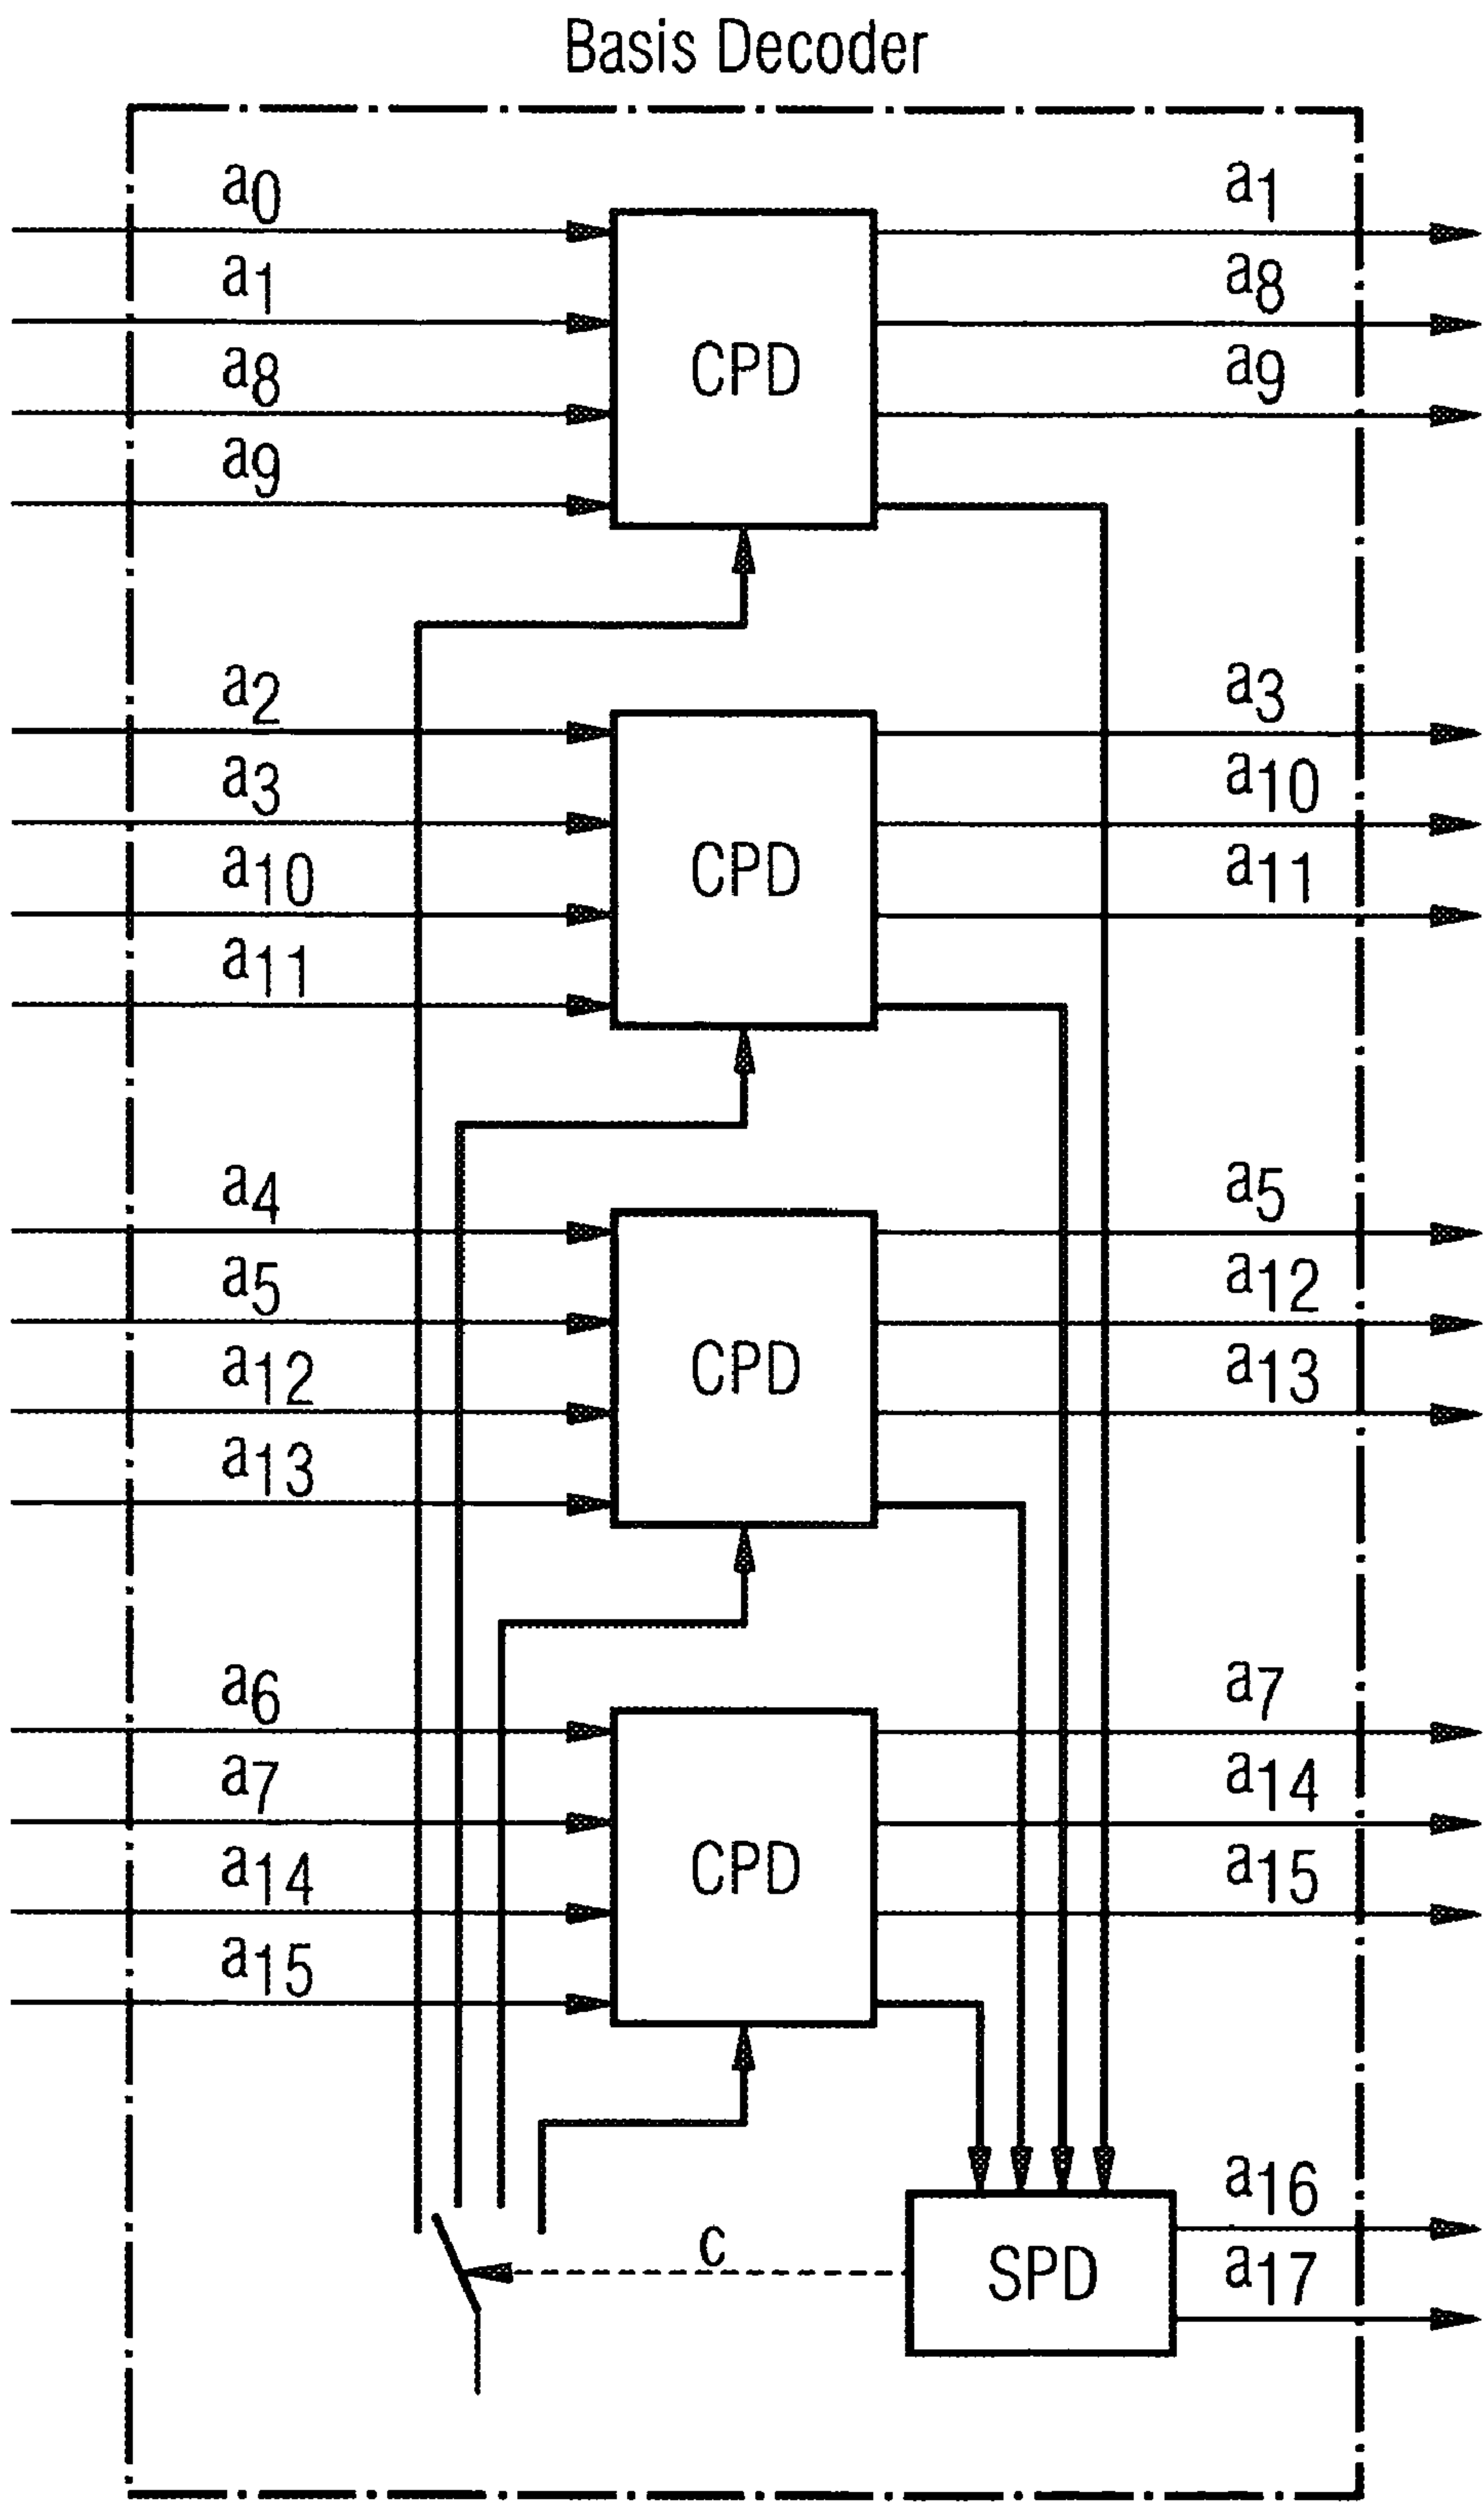 Basis Decoder
a0 a1
a1 a8
a8 CPD a9
a9
a2 a3
a3 a10
a10 CPD a11
a11
a4 a5
a5 a12
a12 CPD a13
a13
a6 a7
a7 a14
a14 CPD a15
a15
a16
c SPD a17